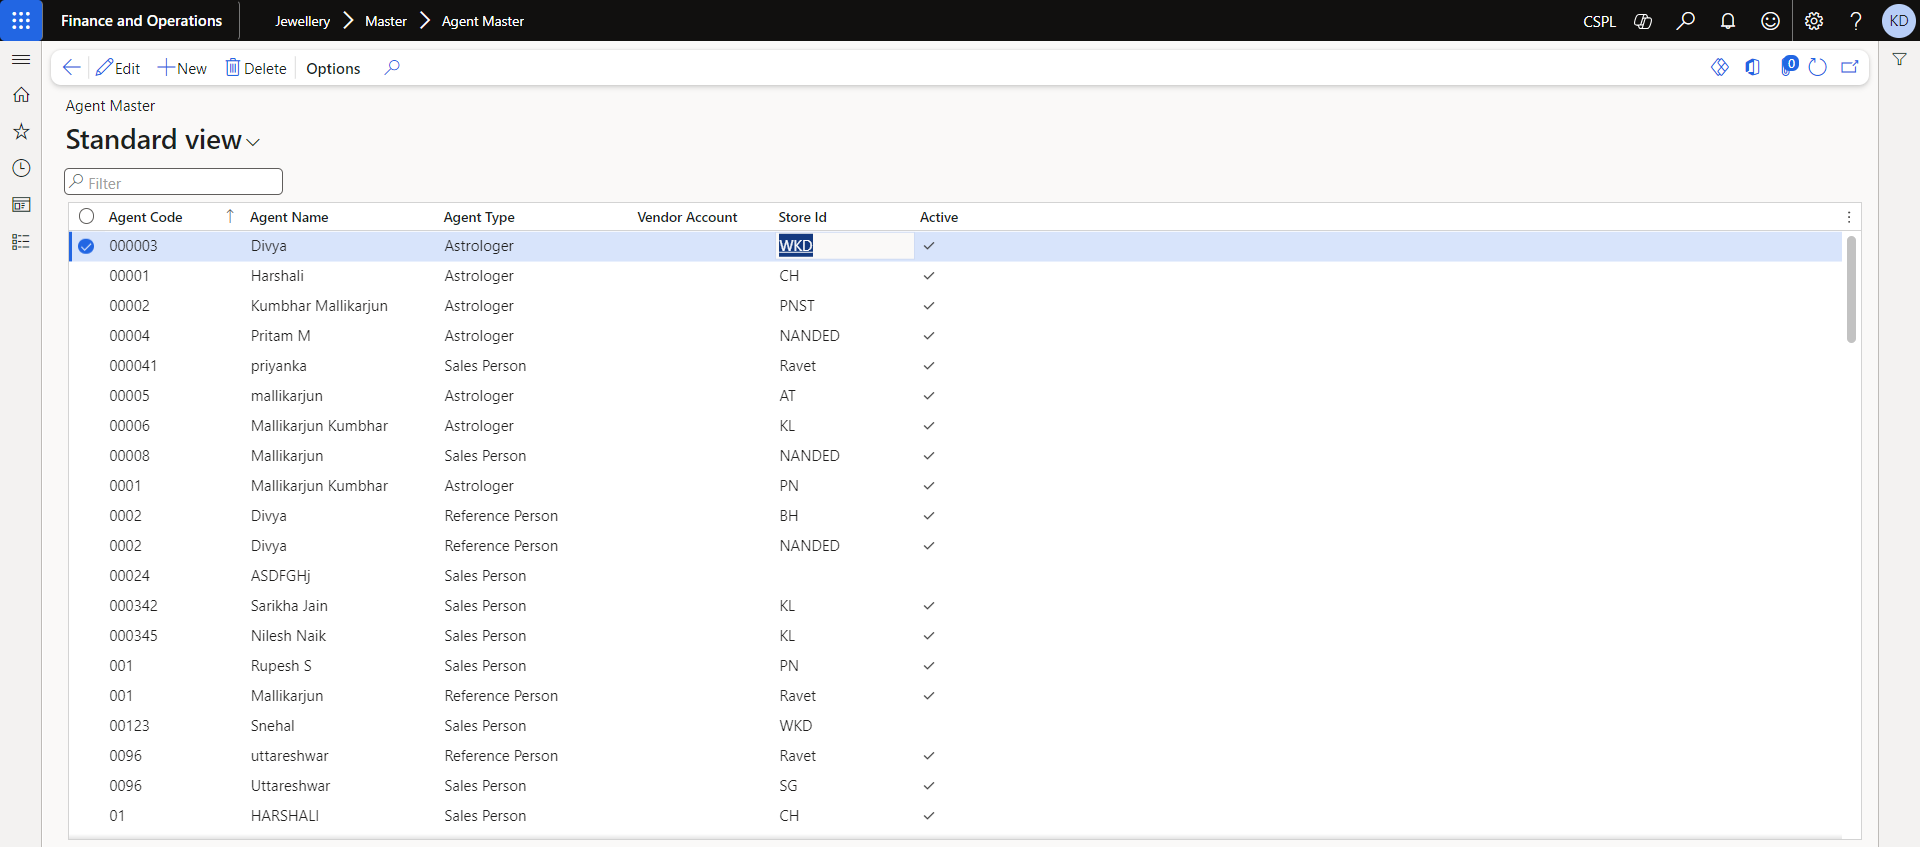 Finance and Operations Jewellery Master Agent Master CSPL KD
Edit New Delete Options 0
Agent Master
Standard view
Filter
Agent Code Agent Name Agent Type Vendor Account Store Id Active
000003 Divya Astrologer WKD
00001 Harshali Astrologer CH
00002 Kumbhar Mallikarjun Astrologer PNST
00004 Pritam M Astrologer NANDED
000041 priyanka Sales Person Ravet
00005 mallikarjun Astrologer AT
00006 Mallikarjun Kumbhar Astrologer KL
00008 Mallikarjun Sales Person NANDED
0001 Mallikarjun Kumbhar Astrologer PN
0002 Divya Reference Person BH
0002 Divya Reference Person NANDED
00024 ASDFGHj Sales Person
000342 Sarikha Jain Sales Person KL
000345 Nilesh Naik Sales Person KL
001 Rupesh S Sales Person PN
001 Mallikarjun Reference Person Ravet
00123 Snehal Sales Person WKD
0096 uttareshwar Reference Person Ravet
0096 Uttareshwar Sales Person SG
01 HARSHALI Sales Person CH